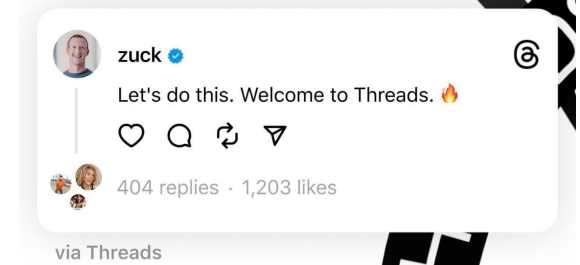 zuck
Let's do this. Welcome to Threads. 🔥
404 replies · 1,203 likes
via Threads